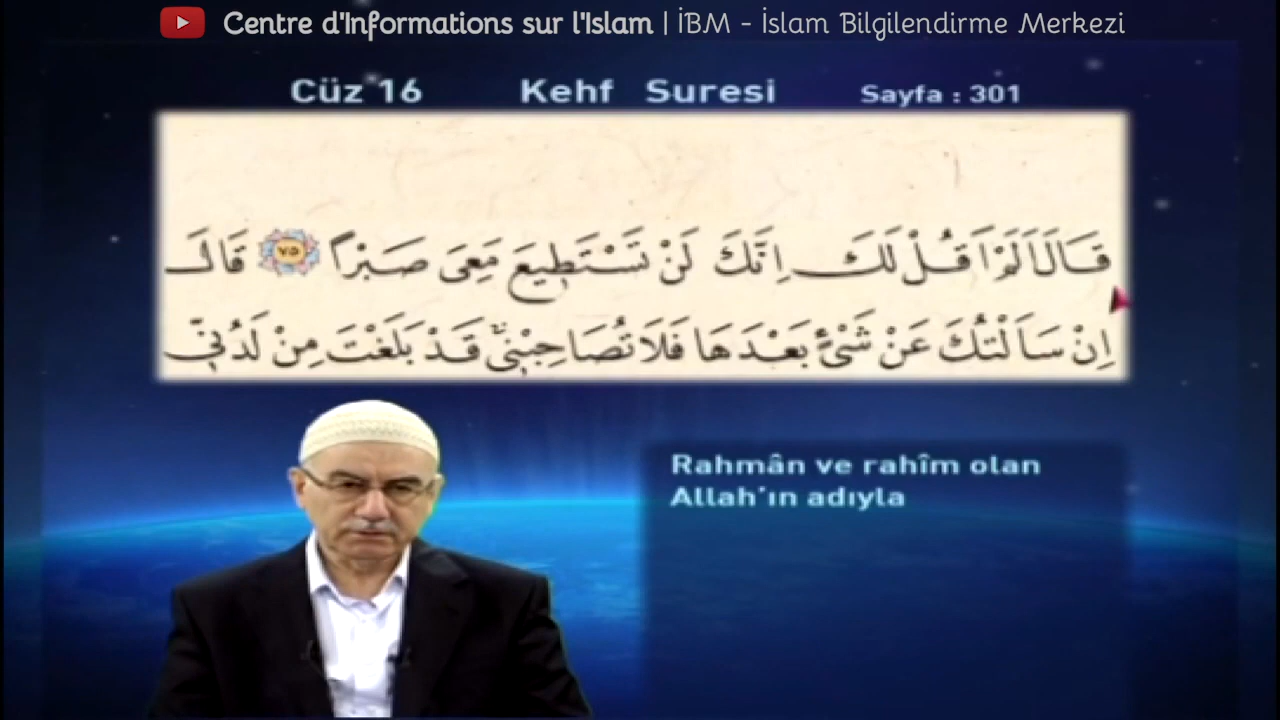 Centre d'Informations sur l'Islam | İBM - İslam Bilgilendirme Merkezi
Cüz 16 Kehf Suresi Sayfa : 301
قَالَ اَلَمْ اَقُلْ لَكَ اِنَّكَ لَنْ تَسْتَطٖيعَ مَعِىَ صَبْرًا ٧٥ قَالَ
اِنْ سَاَلْتُكَ عَنْ شَیْءٍ بَعْدَهَا فَلَا تُصَاحِبْنٖیۚ قَدْ بَلَغْتَ مِنْ لَدُنّٖی
Rahmân ve rahîm olan
Allah'ın adıyla